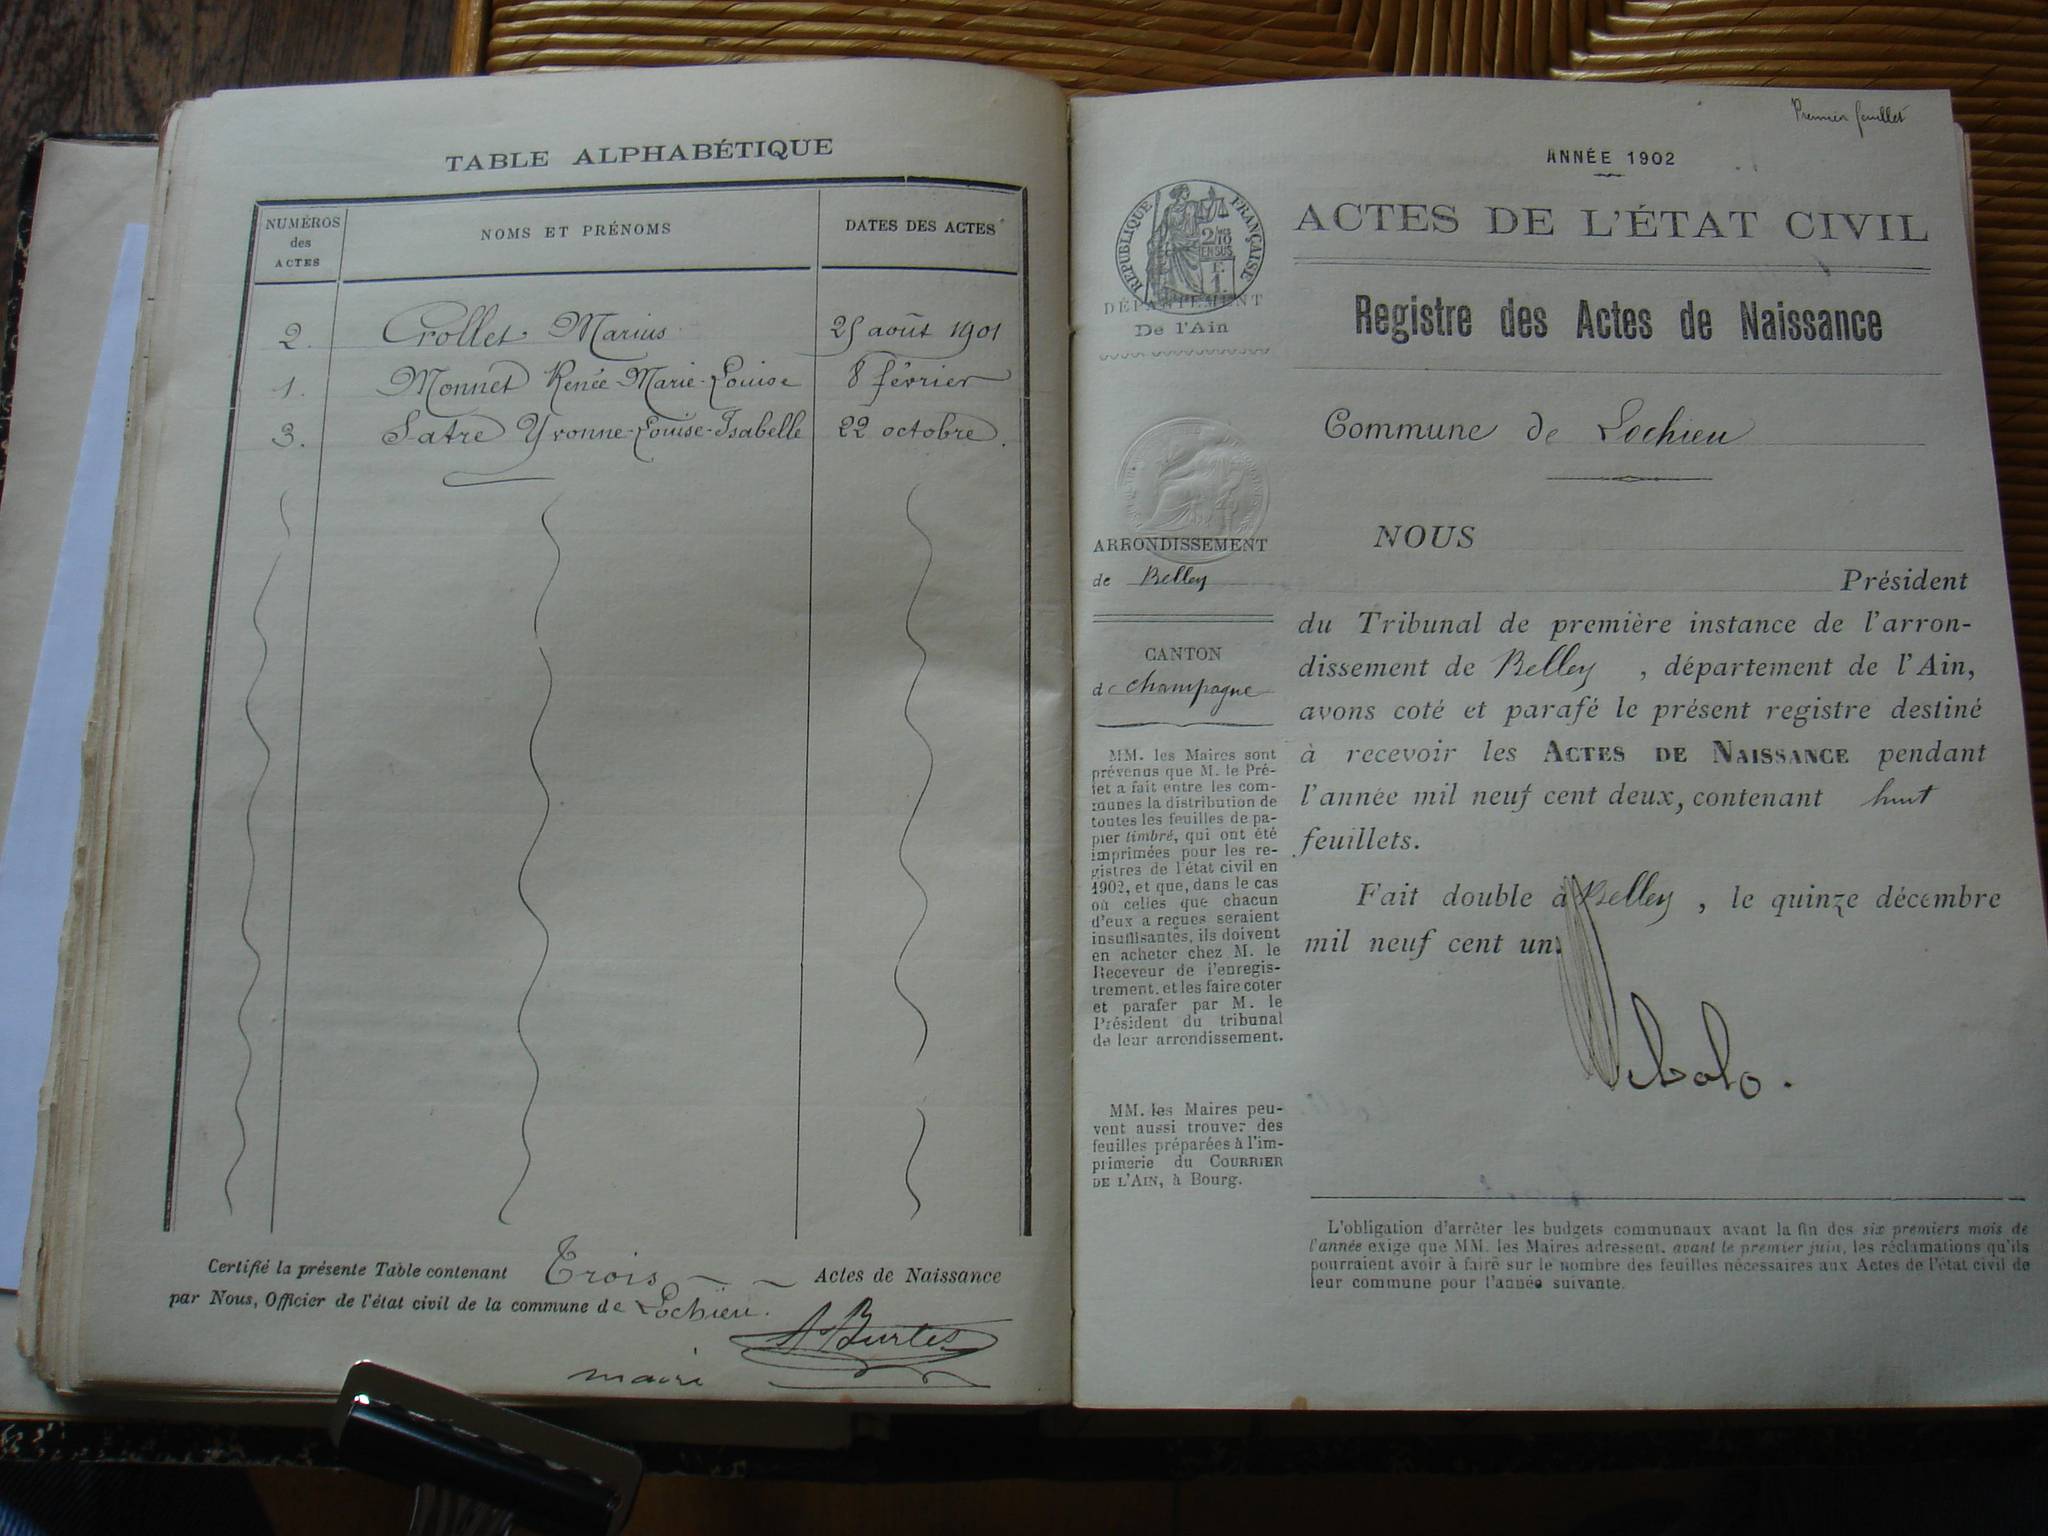 TABLE ALPHABÉTIQUE
NUMÉROS
des
ACTES
NOMS ET PRÉNOMS
DATES DES ACTES
2. Crollet Marius 25 août 1901
1. Monnet Renée-Marie-Louise 8 février
3. Satre Yvonne-Louise-Isabelle 22 octobre.
Certifié la présente Table contenant Trois Actes de Naissance
par Nous, Officier de l'état civil de la commune de Lochieu.
A Burtes
maire
Premier feuillet
ANNÉE 1902
ACTES DE L'ÉTAT CIVIL
RÉPUBLIQUE FRANÇAISE
2/10
EN SUS
F.
1.
DÉPARTEMENT
De l'Ain
Registre des Actes de Naissance
Commune de Lochieu
ARRONDISSEMENT
de Belley
CANTON
de Champagne
MM. les Maires sont
prévenus que M. le Pré-
fet a fait entre les com-
munes la distribution de
toutes les feuilles de pa-
pier timbré, qui ont été
imprimées pour les re-
gistres de l'état civil en
1902, et que, dans le cas
où celles que chacun
d'eux a reçues seraient
insuffisantes, ils doivent
en acheter chez M. le
Receveur de l'enregis-
trement. et les faire coter
et parafer par M. le
Président du tribunal
de leur arrondissement.
MM. les Maires peu-
vent aussi trouver des
feuilles préparées à l'im-
primerie du COURRIER
DE L'AIN, à Bourg.
NOUS
Président
du Tribunal de première instance de l'arron-
dissement de Belley , département de l'Ain,
avons coté et parafé le présent registre destiné
à recevoir les ACTES DE NAISSANCE pendant
l'année mil neuf cent deux, contenant huit
feuillets.
Fait double à Belley , le quinze décembre
mil neuf cent un.
L'obligation d'arrêter les budgets communaux avant la fin des six premiers mois de
l'année exige que MM. les Maires adressent. avant le premier juin, les réclamations qu'ils
pourraient avoir à faire sur le nombre des feuilles nécessaires aux Actes de l'état civil de
leur commune pour l'année suivante.